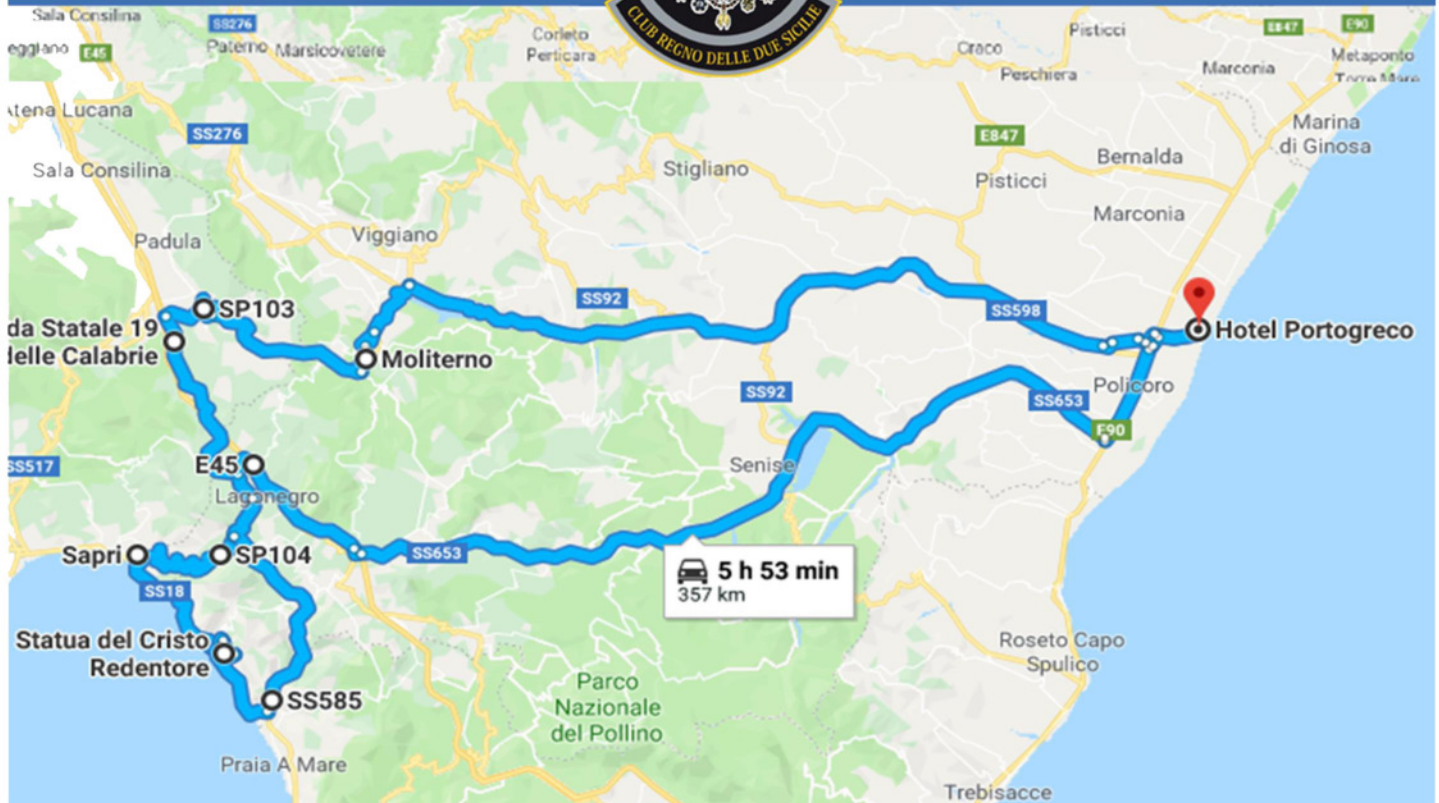 Sala Consilina
SS276
eggiano
E45
Paterno
Marsicovetere
Corleto
Perticara
CLUB REGNO DELLE DUE SICILIE
Craco
Peschiera
Pisticci
E847
E90
Marconia
Metaponto
Torre Mare
Atena Lucana
SS276
Sala Consilina
Stigliano
E847
Pisticci
Bernalda
Marina
di Ginosa
Marconia
Padula
Viggiano
SP103
SS92
SS598
Hotel Portogreco
da Statale 19
delle Calabrie
Moliterno
SS92
Policoro
SS653
E90
SS517
E45
Lagonegro
Senise
Sapri
SP104
SS653
5 h 53 min
357 km
SS18
Statua del Cristo
Redentore
SS585
Roseto Capo
Spulico
Parco
Nazionale
del Pollino
Praia A Mare
Trebisacce